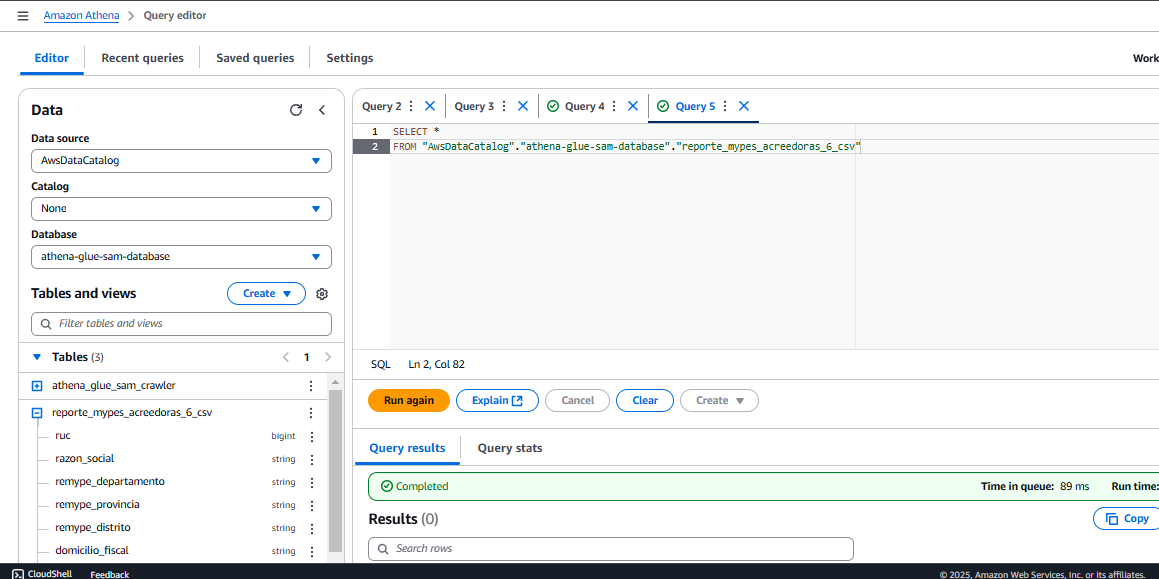 Amazon Athena > Query editor
Editor Recent queries Saved queries Settings Work
Data
Data source
AwsDataCatalog
Catalog
None
Database
athena-glue-sam-database
Tables and views Create
Filter tables and views
Tables (3) 1
athena_glue_sam_crawler
reporte_mypes_acreedoras_6_csv
ruc bigint
razon_social string
remype_departamento string
remype_provincia string
remype_distrito string
domicilio_fiscal string
Query 2 Query 3 Query 4 Query 5
1 SELECT *
2 FROM "AwsDataCatalog"."athena-glue-sam-database"."reporte_mypes_acreedoras_6_csv"
SQL Ln 2, Col 82
Run again Explain Cancel Clear Create
Query results Query stats
Completed Time in queue: 89 ms Run time:
Results (0) Copy
Search rows
CloudShell Feedback © 2025, Amazon Web Services, Inc. or its affiliates.